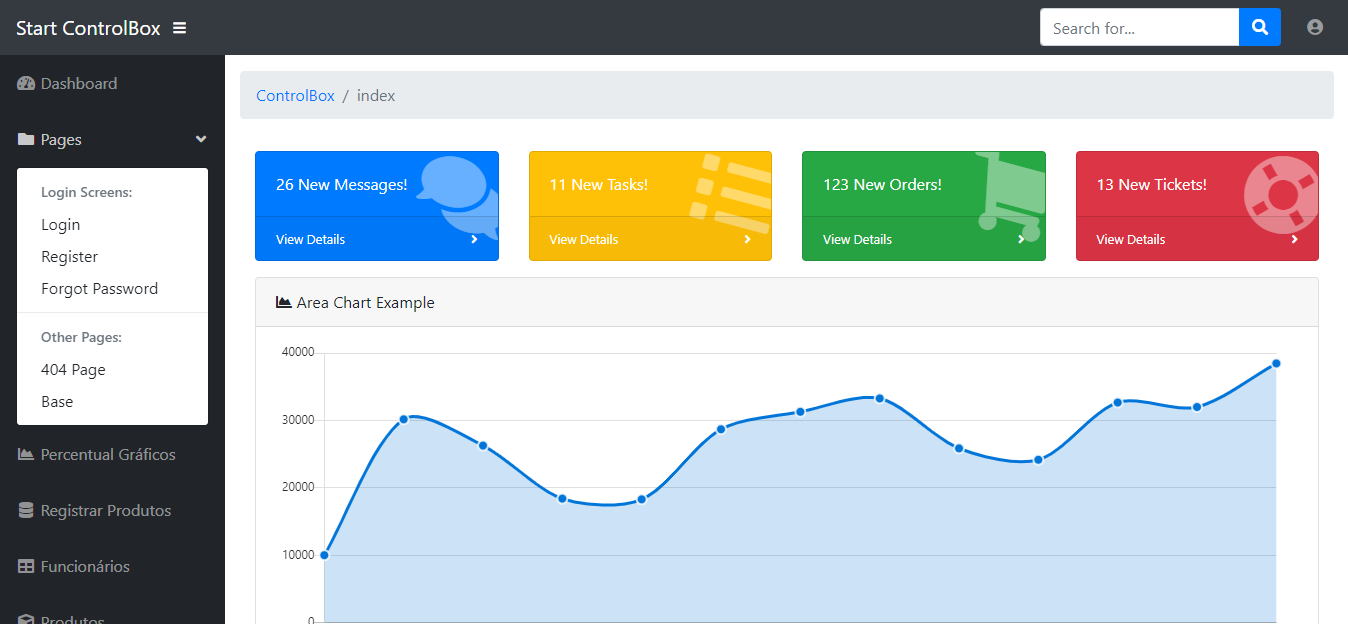 Start ControlBox
Search for...
Dashboard
Pages
Login Screens:
Login
Register
Forgot Password
Other Pages:
404 Page
Base
Percentual Gráficos
Registrar Produtos
Funcionários
Produtos
ControlBox / index
26 New Messages!
View Details
11 New Tasks!
View Details
123 New Orders!
View Details
13 New Tickets!
View Details
Area Chart Example
40000
30000
20000
10000
0